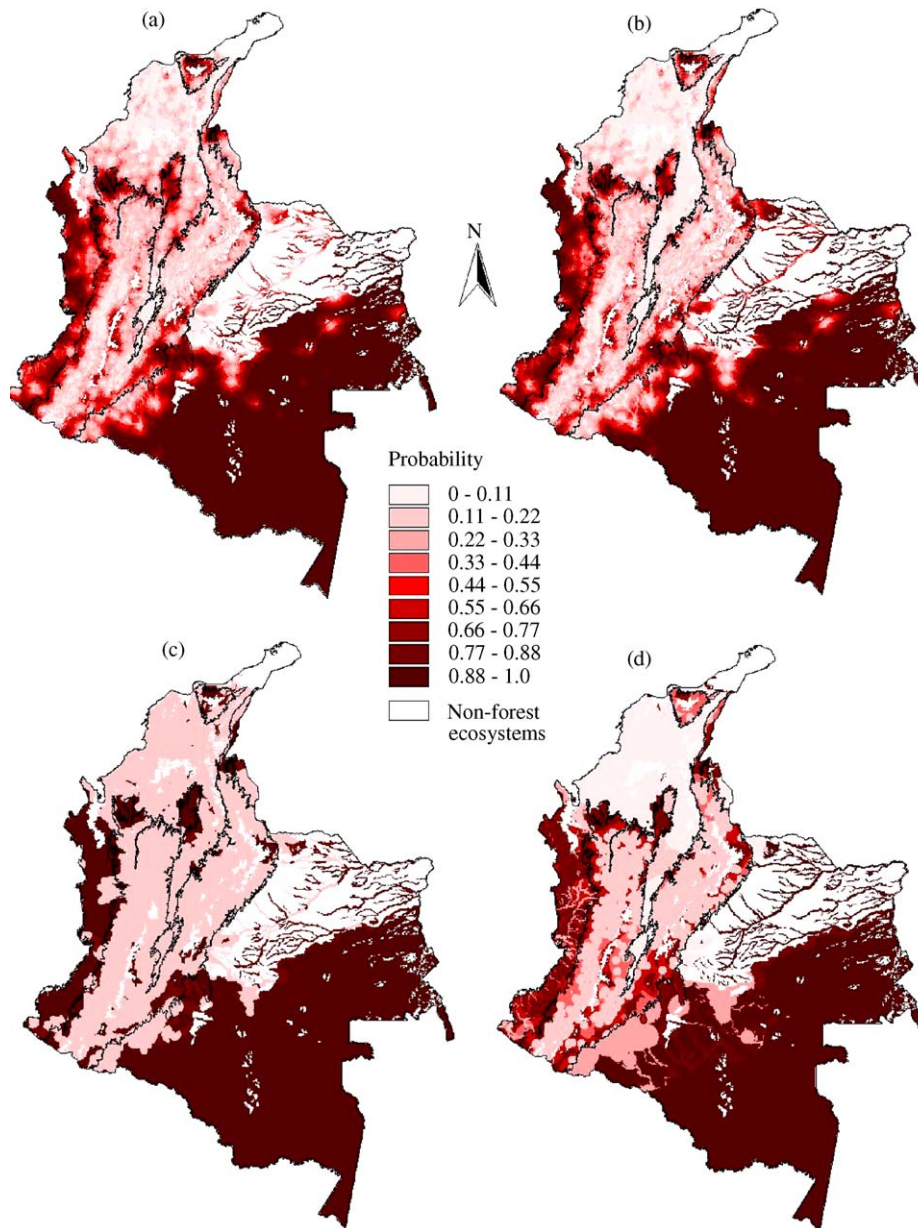 (a)
(b)
N
Probability
0 - 0.11
0.11 - 0.22
0.22 - 0.33
0.33 - 0.44
0.44 - 0.55
0.55 - 0.66
0.66 - 0.77
0.77 - 0.88
0.88 - 1.0
Non-forest
ecosystems
(c)
(d)